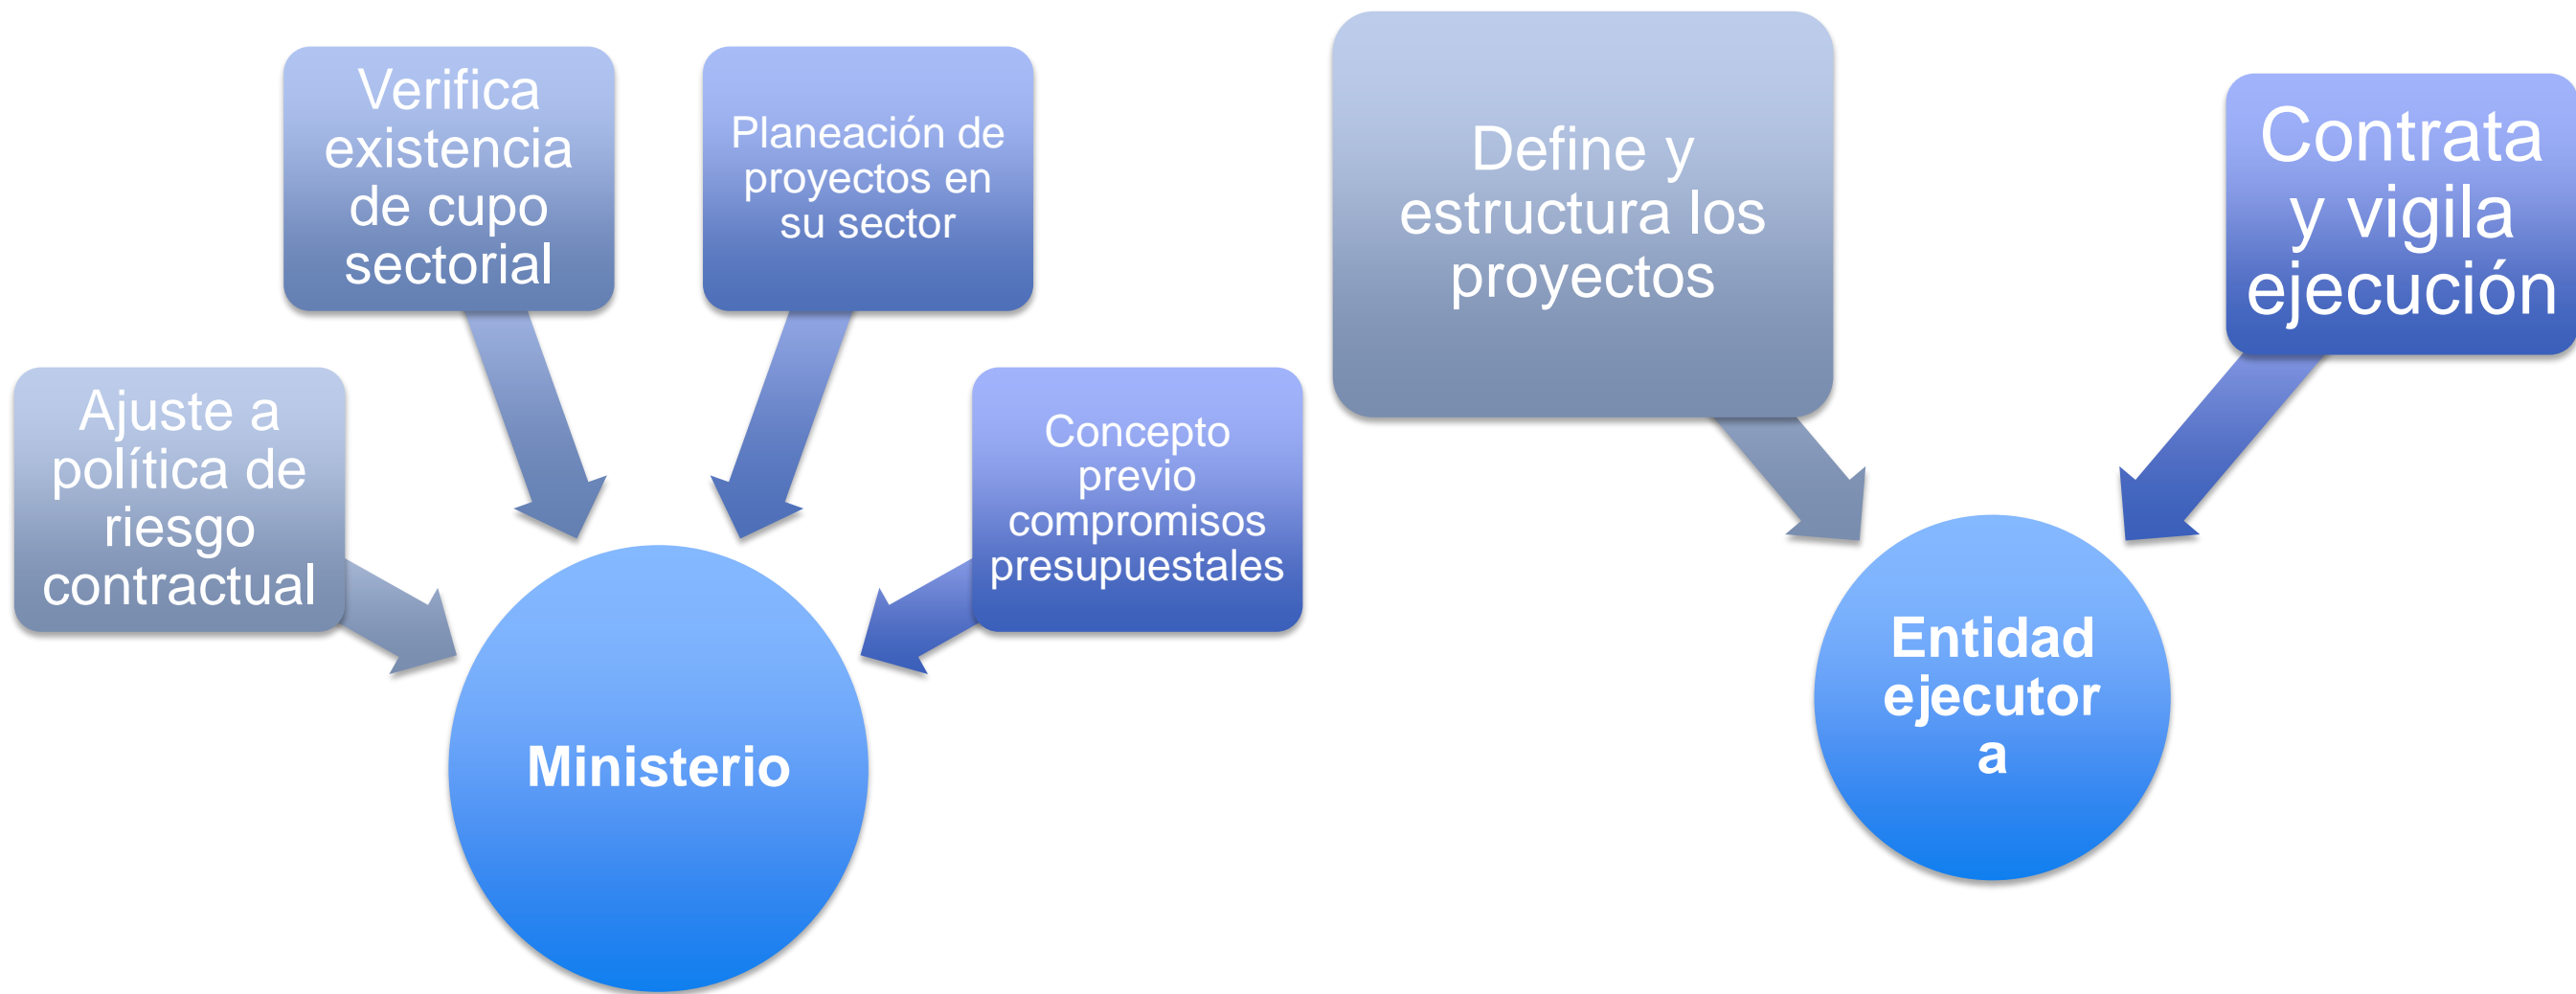 Verifica
existencia
de cupo
sectorial
Planeación de
proyectos en
su sector
Ajuste a
política de
riesgo
contractual
Concepto
previo
compromisos
presupuestales
Ministerio
Define y
estructura los
proyectos
Contrata
y vigila
ejecución
Entidad
ejecutor
a